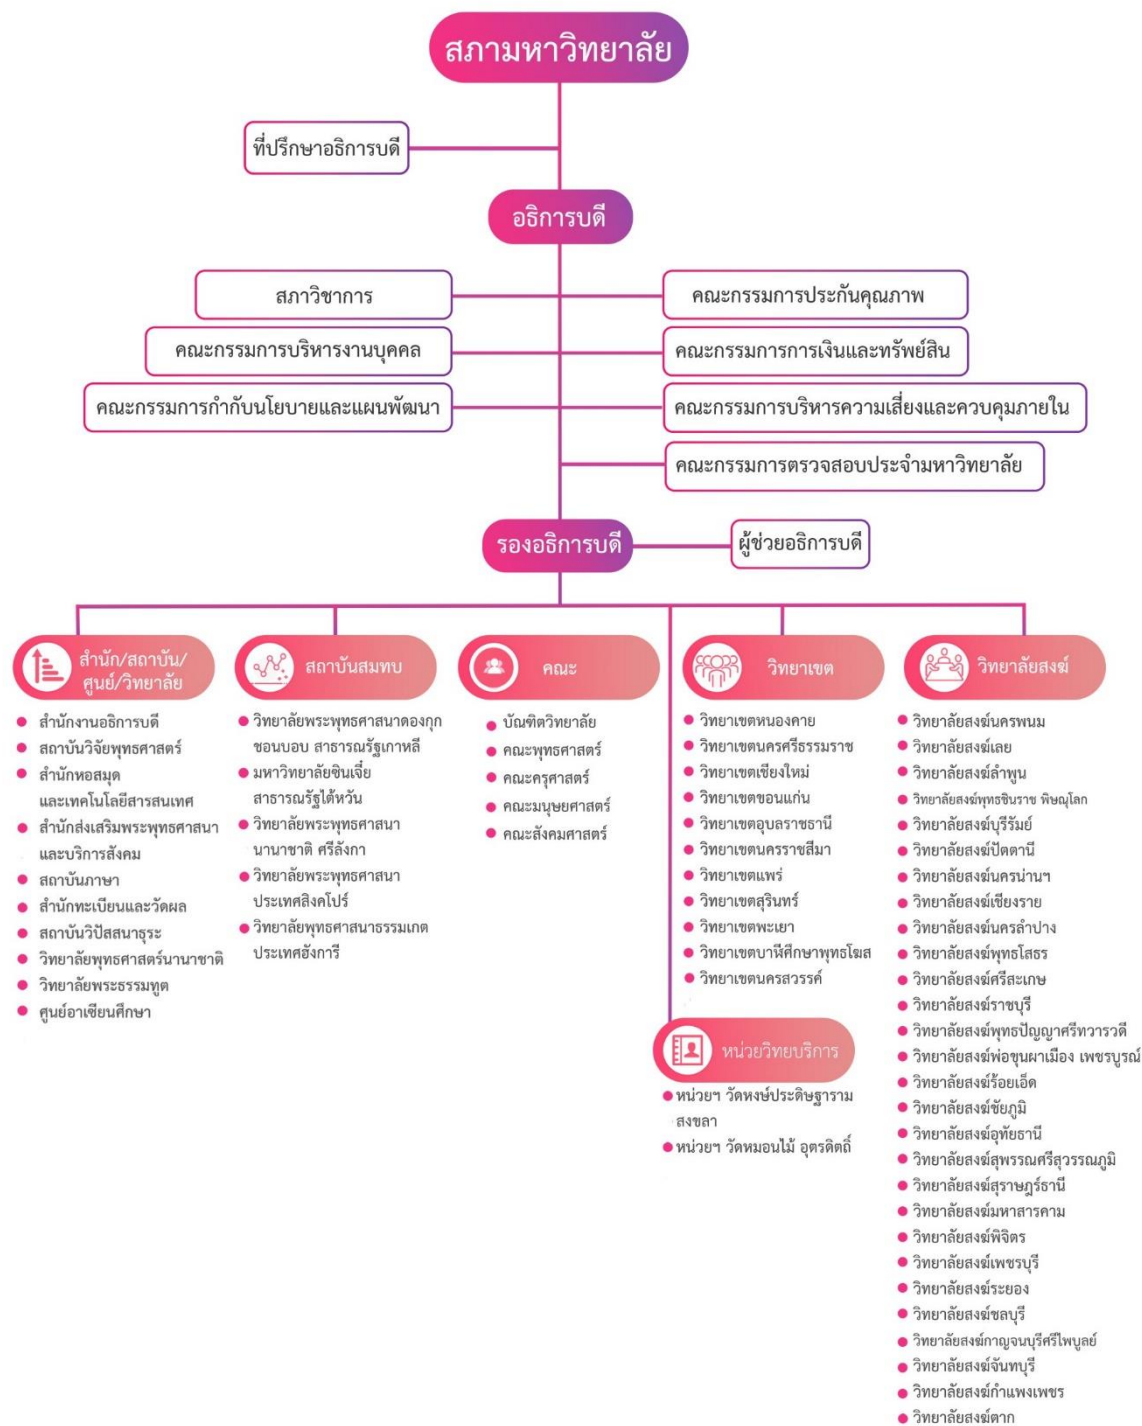 สภามหาวิทยาลัย
ที่ปรึกษาอธิการบดี
อธิการบดี
สภาวิชาการ
คณะกรรมการประกันคุณภาพ
คณะกรรมการบริหารงานบุคคล
คณะกรรมการการเงินและทรัพย์สิน
คณะกรรมการกำกับนโยบายและแผนพัฒนา
คณะกรรมการบริหารความเสี่ยงและควบคุมภายใน
คณะกรรมการตรวจสอบประจำมหาวิทยาลัย
รองอธิการบดี
ผู้ช่วยอธิการบดี
สำนัก/สถาบัน/
ศูนย์/วิทยาลัย
สำนักงานอธิการบดี
สถาบันวิจัยพุทธศาสตร์
สำนักหอสมุด
และเทคโนโลยีสารสนเทศ
สำนักส่งเสริมพระพุทธศาสนา
และบริการสังคม
สถาบันภาษา
สำนักทะเบียนและวัดผล
สถาบันวิปัสสนาธุระ
วิทยาลัยพุทธศาสตร์นานาชาติ
วิทยาลัยพระธรรมทูต
ศูนย์อาเซียนศึกษา
สถาบันสมทบ
วิทยาลัยพระพุทธศาสนาดองกุก
ชอนบอบ สาธารณรัฐเกาหลี
มหาวิทยาลัยซินเจี๋ย
สาธารณรัฐไต้หวัน
วิทยาลัยพระพุทธศาสนา
นานาชาติ ศรีลังกา
วิทยาลัยพระพุทธศาสนา
ประเทศสิงคโปร์
วิทยาลัยพุทธศาสนาธรรมเกต
ประเทศฮังการี
คณะ
บัณฑิตวิทยาลัย
คณะพุทธศาสตร์
คณะครุศาสตร์
คณะมนุษยศาสตร์
คณะสังคมศาสตร์
วิทยาเขต
วิทยาเขตหนองคาย
วิทยาเขตนครศรีธรรมราช
วิทยาเขตเชียงใหม่
วิทยาเขตขอนแก่น
วิทยาเขตอุบลราชธานี
วิทยาเขตนครราชสีมา
วิทยาเขตแพร่
วิทยาเขตสุรินทร์
วิทยาเขตพะเยา
วิทยาเขตบาฬีศึกษาพุทธโฆส
วิทยาเขตนครสวรรค์
หน่วยวิทยบริการ
หน่วยฯ วัดหงษ์ประดิษฐาราม
สงขลา
หน่วยฯ วัดหมอนไม้ อุตรดิตถิ์
วิทยาลัยสงฆ์
วิทยาลัยสงฆ์นครพนม
วิทยาลัยสงฆ์เลย
วิทยาลัยสงฆ์ลำพูน
วิทยาลัยสงฆ์พุทธชินราช พิษณุโลก
วิทยาลัยสงฆ์บุรีรัมย์
วิทยาลัยสงฆ์ปัตตานี
วิทยาลัยสงฆ์นครน่านฯ
วิทยาลัยสงฆ์เชียงราย
วิทยาลัยสงฆ์นครลำปาง
วิทยาลัยสงฆ์พุทธโสธร
วิทยาลัยสงฆ์ศรีสะเกษ
วิทยาลัยสงฆ์ราชบุรี
วิทยาลัยสงฆ์พุทธปัญญาศรีทวารวดี
วิทยาลัยสงฆ์พ่อขุนผาเมือง เพชรบูรณ์
วิทยาลัยสงฆ์ร้อยเอ็ด
วิทยาลัยสงฆ์ชัยภูมิ
วิทยาลัยสงฆ์อุทัยธานี
วิทยาลัยสงฆ์สุพรรณศรีสุวรรณภูมิ
วิทยาลัยสงฆ์สุราษฎร์ธานี
วิทยาลัยสงฆ์มหาสารคาม
วิทยาลัยสงฆ์พิจิตร
วิทยาลัยสงฆ์เพชรบุรี
วิทยาลัยสงฆ์ระยอง
วิทยาลัยสงฆ์ชลบุรี
วิทยาลัยสงฆ์กาญจนบุรีศรีไพบูลย์
วิทยาลัยสงฆ์จันทบุรี
วิทยาลัยสงฆ์กำแพงเพชร
วิทยาลัยสงฆ์ตาก